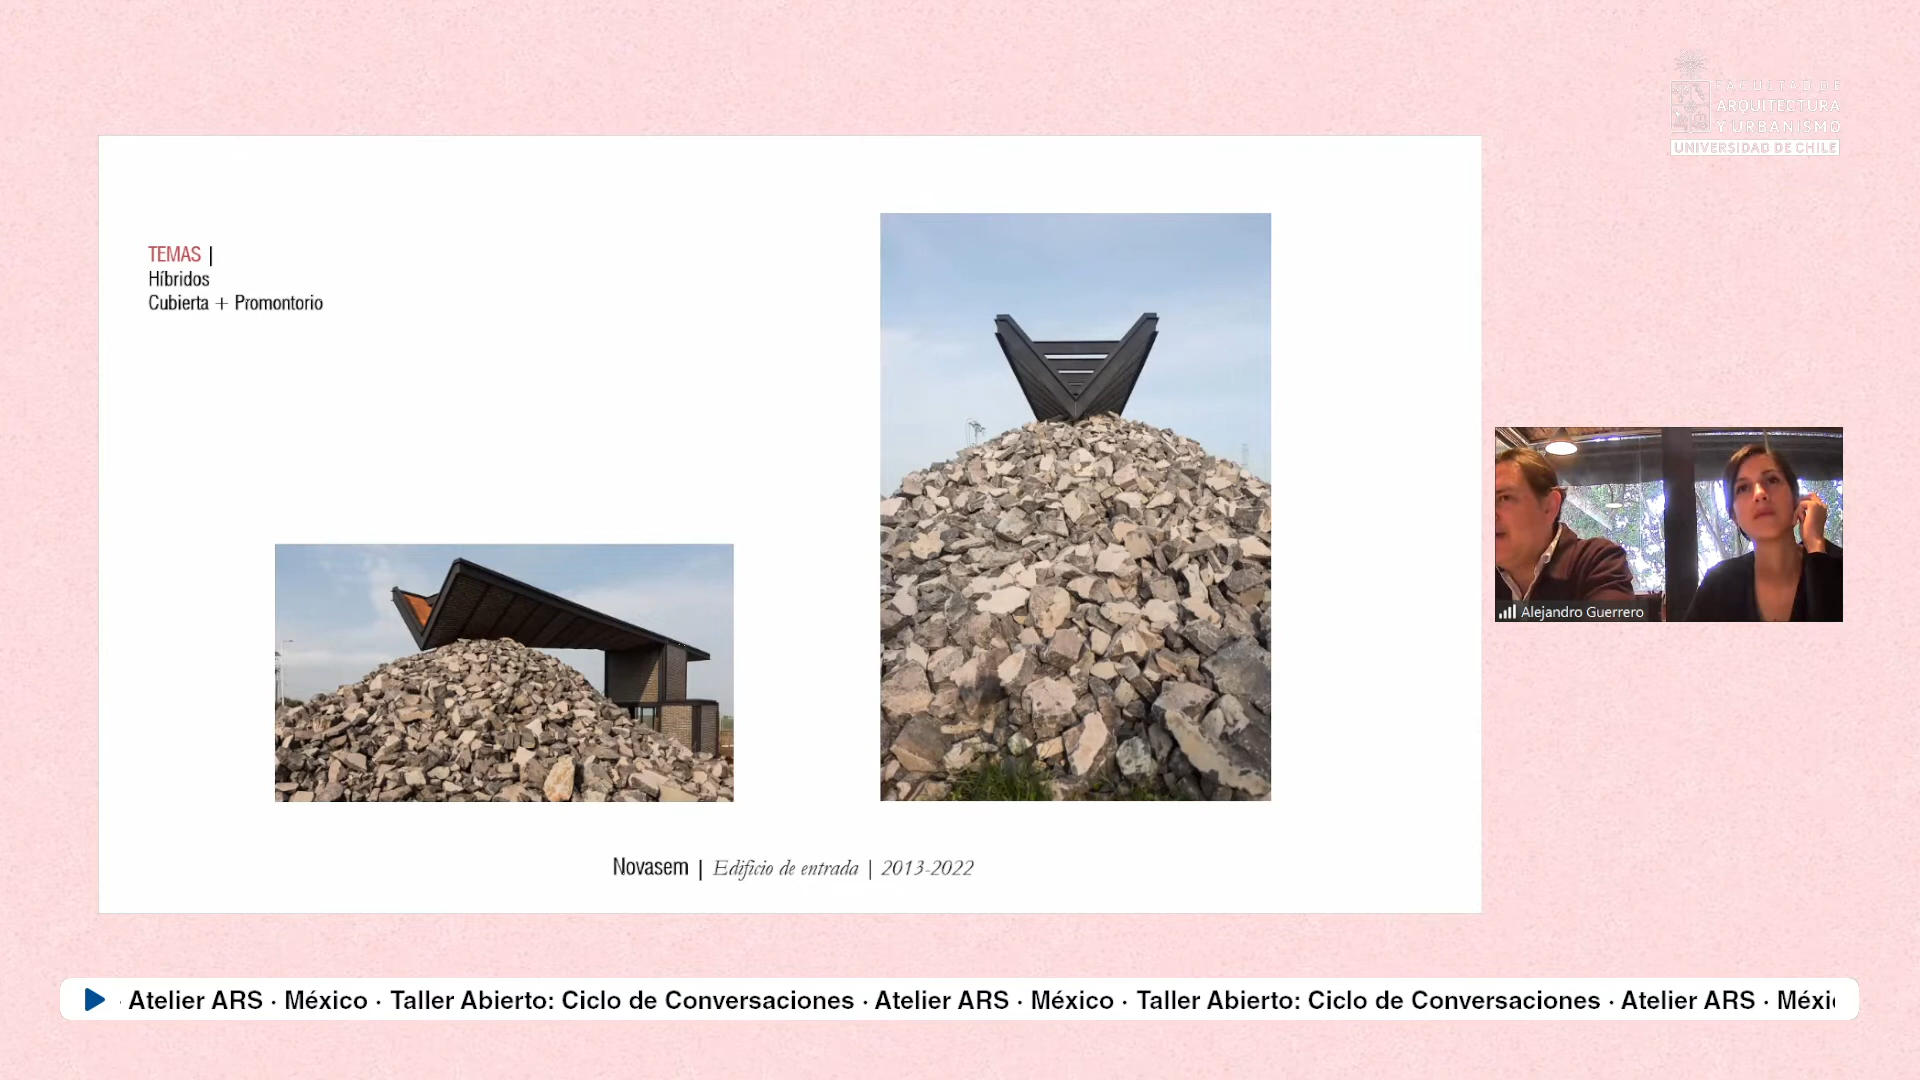 FACULTAD DE
ARQUITECTURA
Y URBANISMO
UNIVERSIDAD DE CHILE
TEMAS |
Híbridos
Cubierta + Promontorio
Alejandro Guerrero
Novasem | Edificio de entrada | 2013-2022
· Atelier ARS · México · Taller Abierto: Ciclo de Conversaciones · Atelier ARS · México · Taller Abierto: Ciclo de Conversaciones · Atelier ARS · Méxi